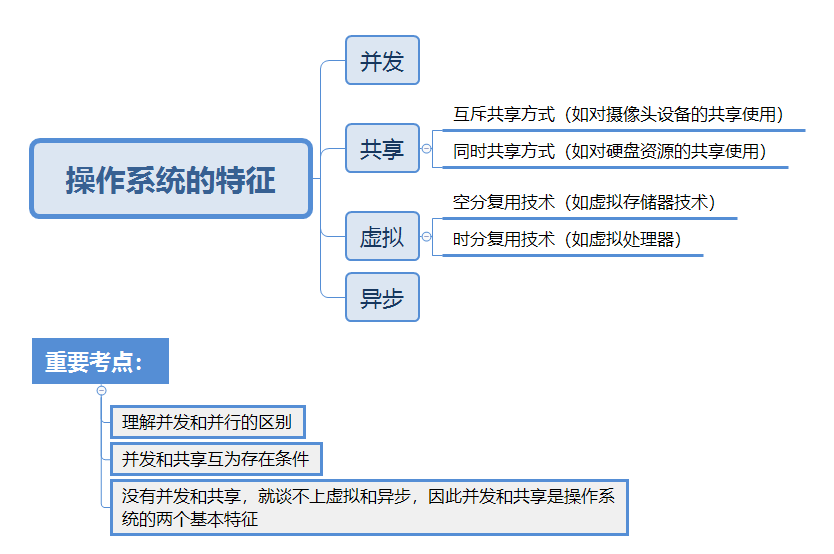 操作系统的特征
并发
共享
互斥共享方式（如对摄像头设备的共享使用）
同时共享方式（如对硬盘资源的共享使用）
虚拟
空分复用技术（如虚拟存储器技术）
时分复用技术（如虚拟处理器）
异步
重要考点：
理解并发和并行的区别
并发和共享互为存在条件
没有并发和共享，就谈不上虚拟和异步，因此并发和共享是操作系
统的两个基本特征